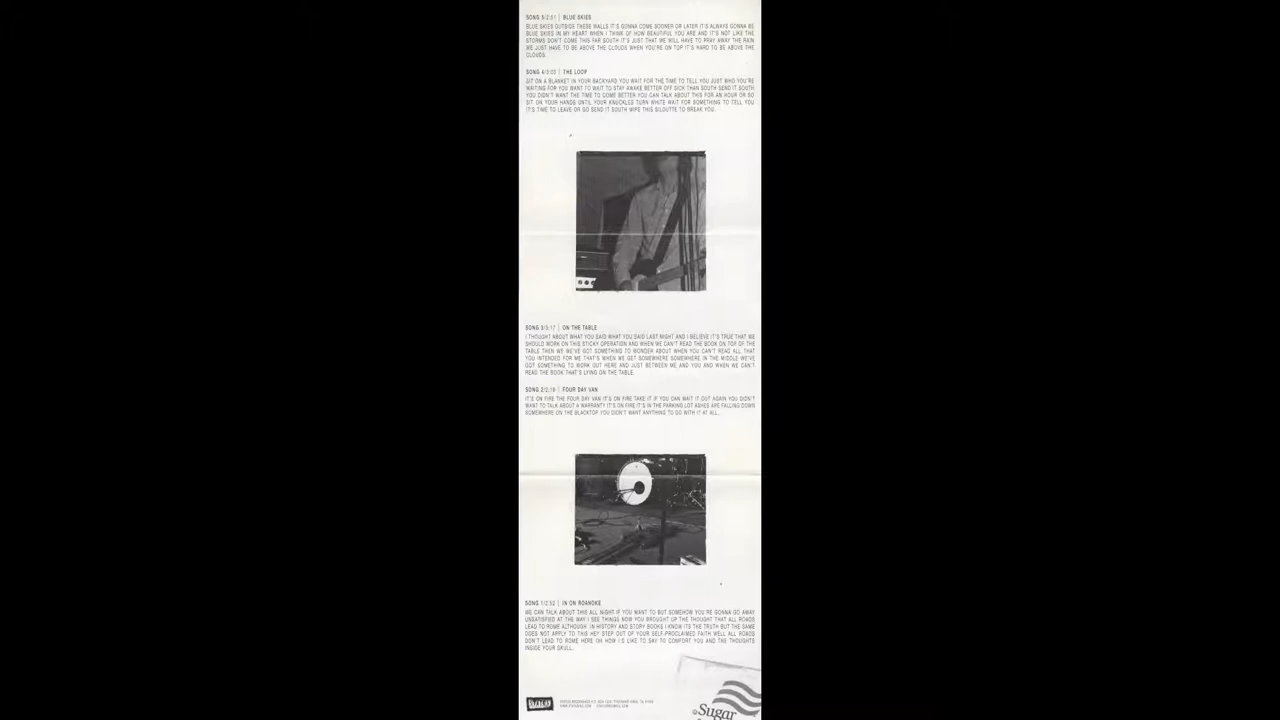 SONG 5/2:51 | BLUE SKIES
BLUE SKIES OUTSIDE THESE WALLS IT'S GONNA COME SOONER OR LATER IT'S ALWAYS GONNA BE
BLUE SKIES IN MY HEART WHEN I THINK OF HOW BEAUTIFUL YOU ARE AND IT'S NOT LIKE THE
STORMS DON'T COME THIS FAR SOUTH IT'S JUST THAT WE WILL HAVE TO PRAY AWAY THE RAIN
WE JUST HAVE TO BE ABOVE THE CLOUDS WHEN YOU'RE ON TOP IT'S HARD TO BE ABOVE THE
CLOUDS.
SONG 4/3:03 | THE LOOP
SIT ON A BLANKET IN YOUR BACKYARD YOU WAIT FOR THE TIME TO TELL YOU JUST WHO YOU'RE
WAITING FOR YOU WANT TO WAIT TO STAY AWAKE BETTER OFF SICK THAN SOUTH SEND IT SOUTH
YOU DIDN'T WANT THE TIME TO COME BETTER YOU CAN TALK ABOUT THIS FOR AN HOUR OR SO
SIT ON YOUR HANDS UNTIL YOUR KNUCKLES TURN WHITE WAIT FOR SOMETHING TO TELL YOU
IT'S TIME TO LEAVE OR GO SEND IT SOUTH WIPE THIS SILOUTTE TO BREAK YOU.
SONG 3/3:17 | ON THE TABLE
I THOUGHT ABOUT WHAT YOU SAID WHAT YOU SAID LAST NIGHT AND I BELIEVE IT'S TRUE THAT WE
SHOULD WORK ON THIS STICKY OPERATION AND WHEN WE CAN'T READ THE BOOK ON TOP OF THE
TABLE THEN WE WE'VE GOT SOMETHING TO WONDER ABOUT WHEN YOU CAN'T READ ALL THAT
YOU INTENDED FOR ME THAT'S WHEN WE GET SOMEWHERE SOMEWHERE IN THE MIDDLE WE'VE
GOT SOMETHING TO WORK OUT HERE AND JUST BETWEEN ME AND YOU AND WHEN WE CAN'T
READ THE BOOK THAT'S LYING ON THE TABLE.
SONG 2/2:19 | FOUR DAY VAN
IT'S ON FIRE THE FOUR DAY VAN IT'S ON FIRE TAKE IT IF YOU CAN WAIT IT OUT AGAIN YOU DIDN'T
WANT TO TALK ABOUT A WARRANTY IT'S ON FIRE IT'S IN THE PARKING LOT ASHES ARE FALLING DOWN
SOMEWHERE ON THE BLACKTOP YOU DIDN'T WANT ANYTHING TO DO WITH IT AT ALL.
SONG 1/2:52 | IN ON ROANOKE
WE CAN TALK ABOUT THIS ALL NIGHT IF YOU WANT TO BUT SOMEHOW YOU'RE GONNA GO AWAY
UNSATISFIED AT THE WAY I SEE THINGS NOW YOU BROUGHT UP THE THOUGHT THAT ALL ROADS
LEAD TO ROME ALTHOUGH IN HISTORY AND STORY BOOKS I KNOW ITS THE TRUTH BUT THE SAME
DOES NOT APPLY TO THIS HEY STEP OUT OF YOUR SELF-PROCLAIMED FAITH WELL ALL ROADS
DON'T LEAD TO ROME HERE OH HOW I'D LIKE TO SAY TO COMFORT YOU AND THE THOUGHTS
INSIDE YOUR SKULL.
Sugar